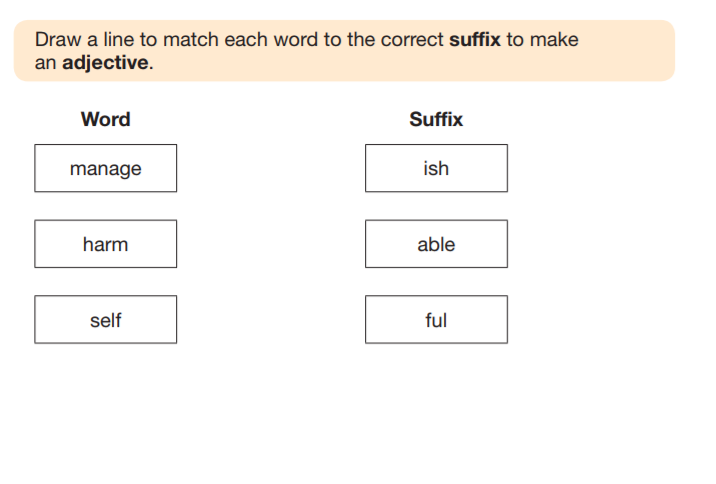 Draw a line to match each word to the correct suffix to make
an adjective.
Word Suffix
manage ish
harm able
self ful